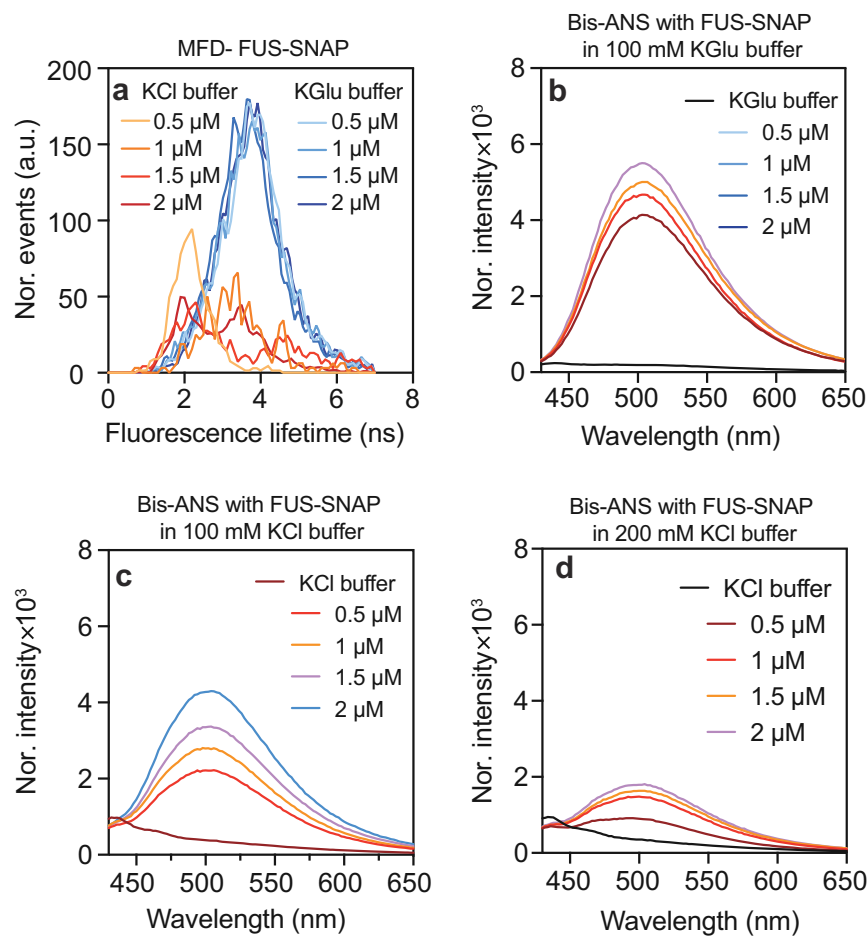 MFD- FUS-SNAP
a
KCl buffer
0.5 µM
1 µM
1.5 µM
2 µM
KGlu buffer
0.5 µM
1 µM
1.5 µM
2 µM
Nor. events (a.u.)
200
150
100
50
0
0 2 4 6 8
Fluorescence lifetime (ns)
Bis-ANS with FUS-SNAP
in 100 mM KGlu buffer
b
KGlu buffer
0.5 µM
1 µM
1.5 µM
2 µM
Nor. intensity×10³
8
6
4
2
0
450 500 550 600 650
Wavelength (nm)
Bis-ANS with FUS-SNAP
in 100 mM KCl buffer
c
KCl buffer
0.5 µM
1 µM
1.5 µM
2 µM
Nor. intensity×10³
8
6
4
2
0
450 500 550 600 650
Wavelength (nm)
Bis-ANS with FUS-SNAP
in 200 mM KCl buffer
d
KCl buffer
0.5 µM
1 µM
1.5 µM
2 µM
Nor. intensity×10³
8
6
4
2
0
450 500 550 600 650
Wavelength (nm)